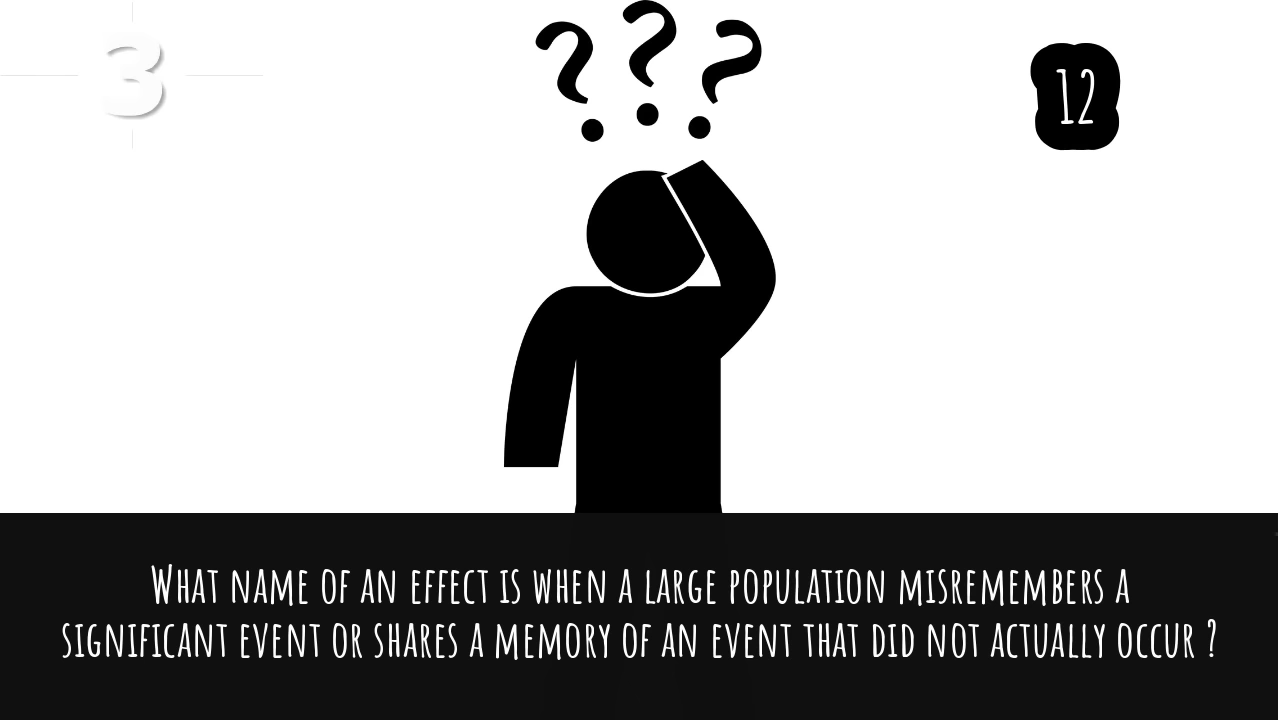 3
? ? ?
12
What name of an effect is when a large population misremembers a
significant event or shares a memory of an event that did not actually occur ?